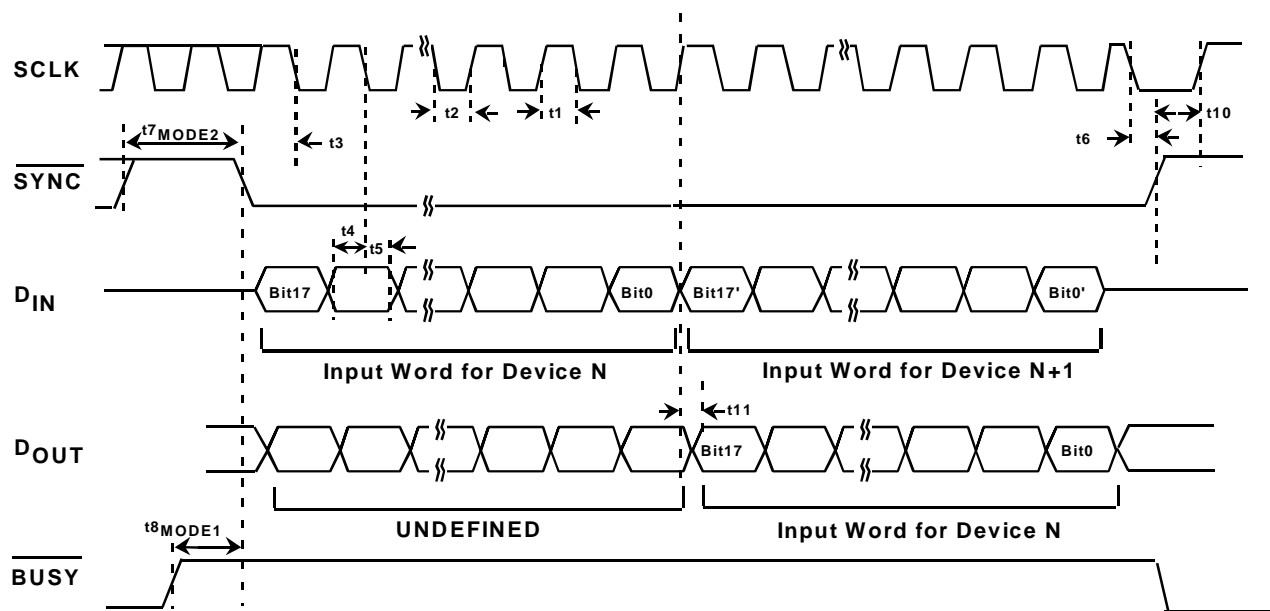 SCLK
t2
t1
t10
t7MODE2
t3
t6
SYNC
t4
t5
DIN
Bit17
Bit0
Bit17'
Bit0'
Input Word for Device N
Input Word for Device N+1
t11
DOUT
Bit17
Bit0
UNDEFINED
Input Word for Device N
t8MODE1
BUSY